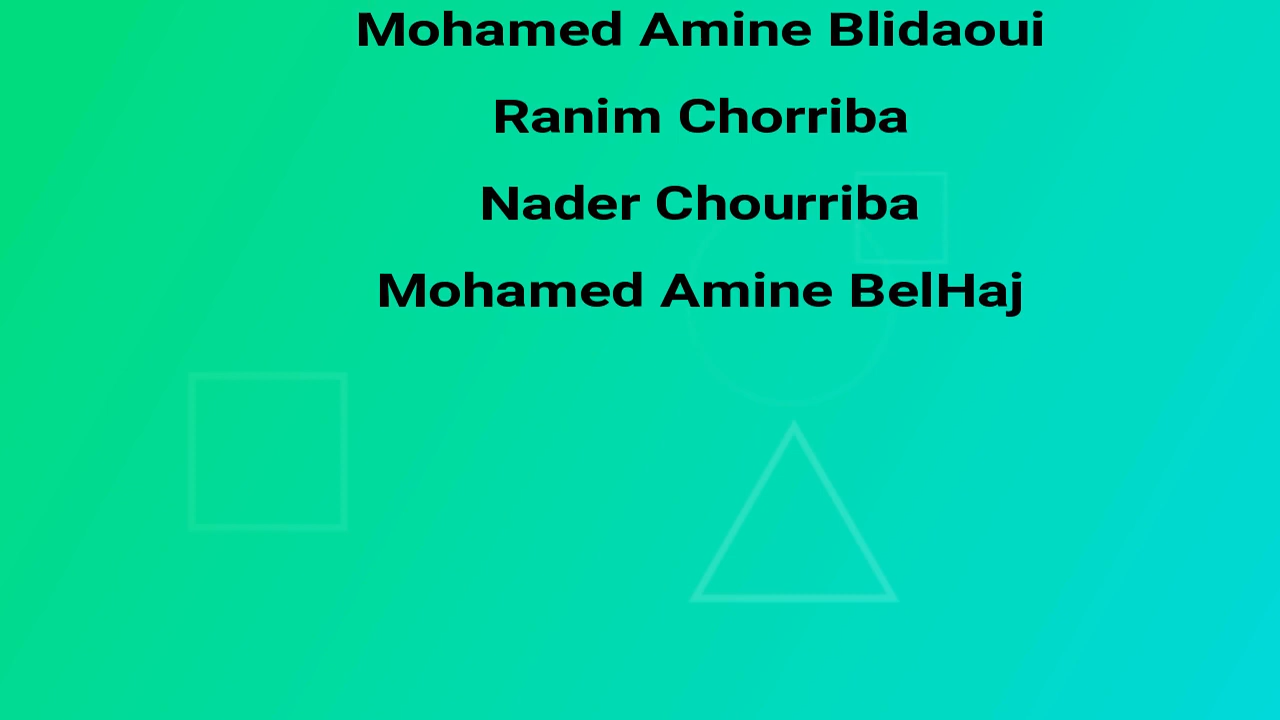 Mohamed Amine Blidaoui
Ranim Chorriba
Nader Chourriba
Mohamed Amine BelHaj